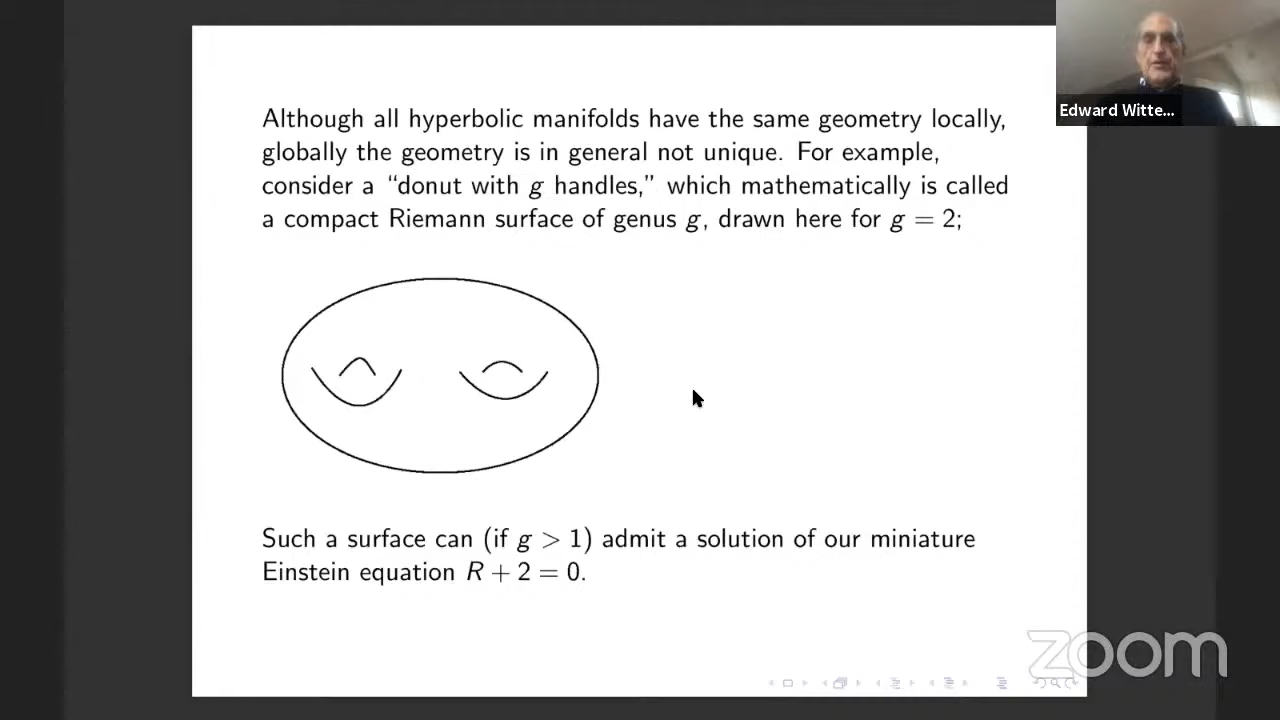 Although all hyperbolic manifolds have the same geometry locally,
globally the geometry is in general not unique. For example,
consider a “donut with g handles,” which mathematically is called
a compact Riemann surface of genus g, drawn here for g = 2;
Such a surface can (if g > 1) admit a solution of our miniature
Einstein equation R + 2 = 0.
Edward Witte...
zoom